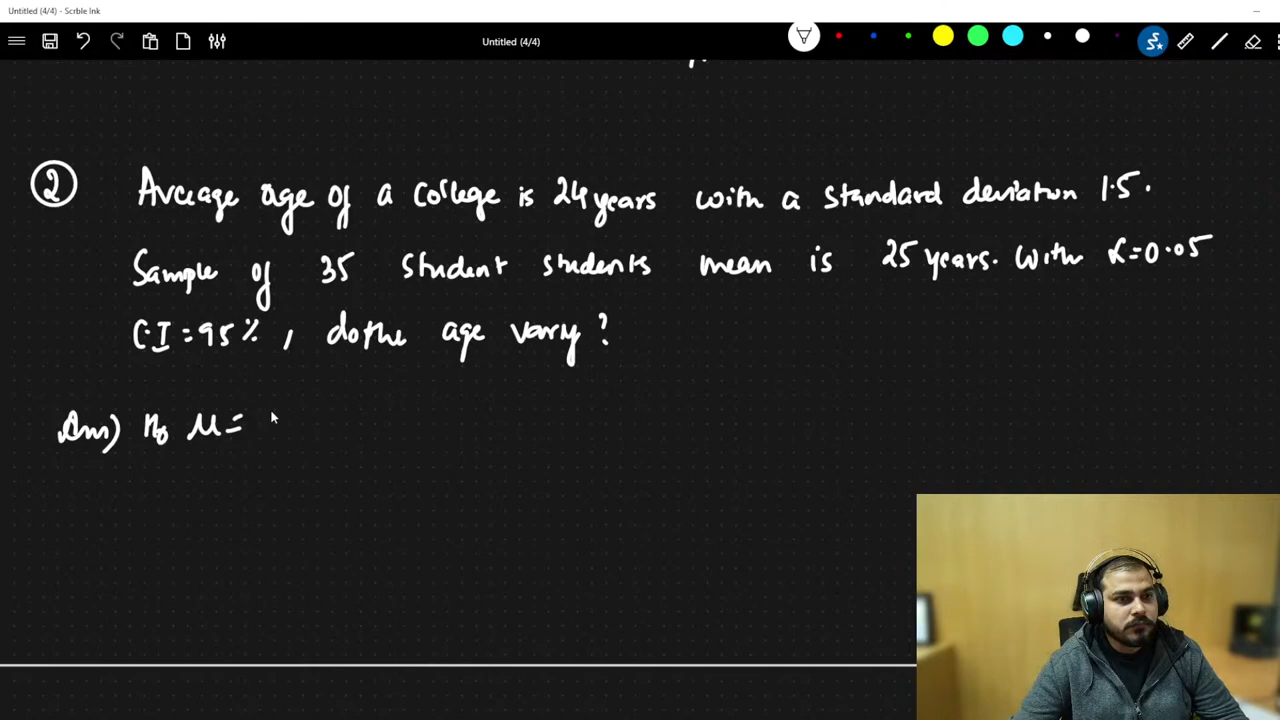 Untitled (4/4) - Scrble Ink
Untitled (4/4)
② Average age of a college is 24 years with a standard deviation 1.5.
Sample of 35 student students mean is 25 years. With α=0.05
C.I=95%, do the age vary?
Ans) H₀ μ=